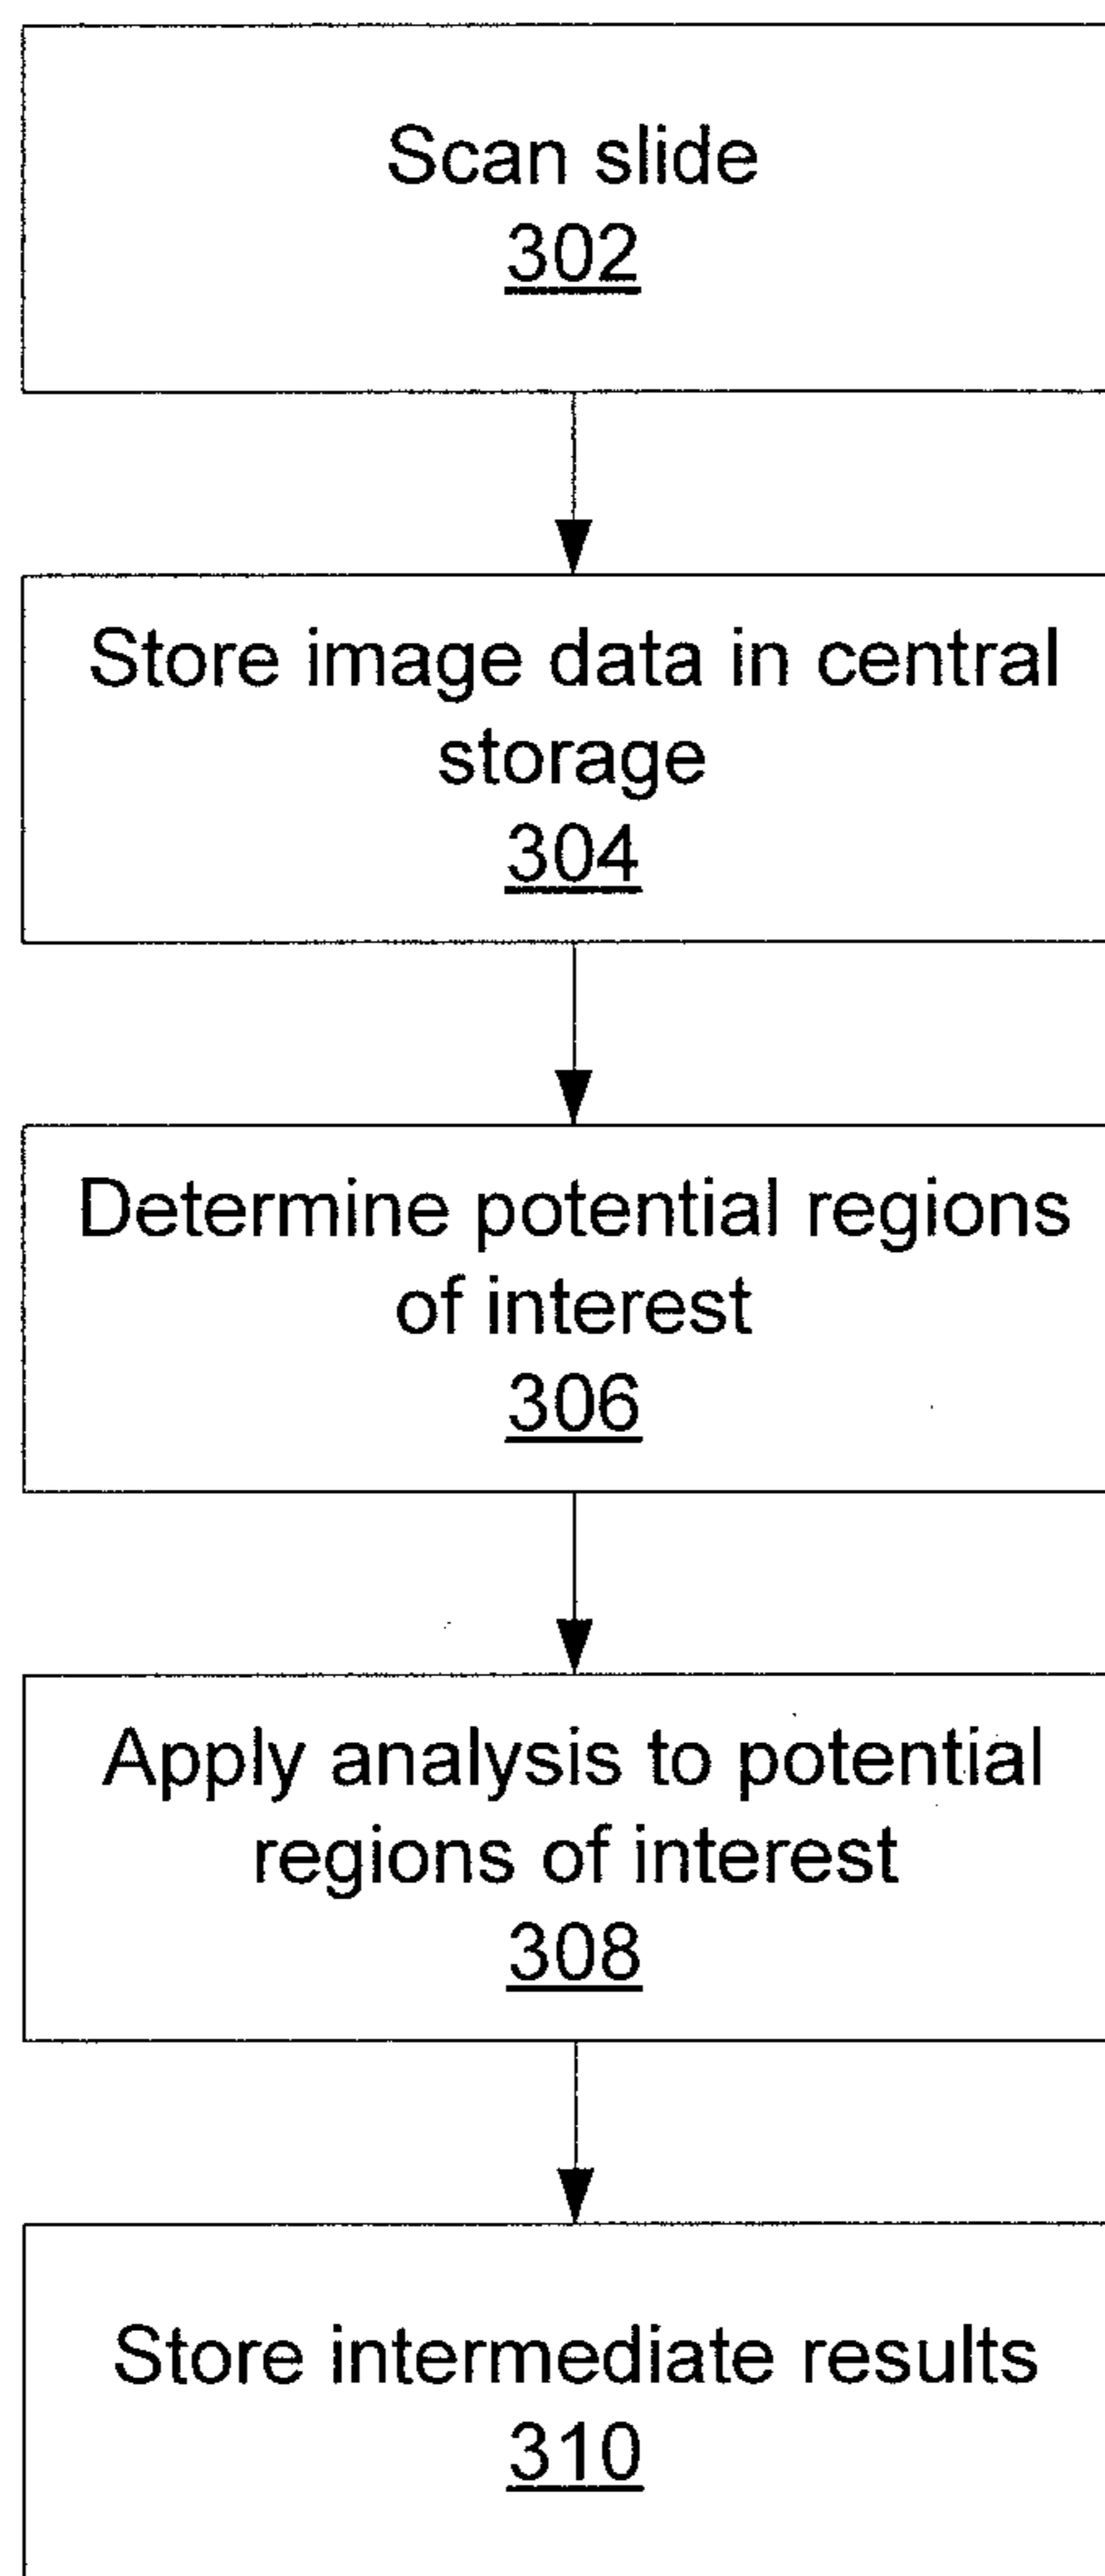 Scan slide
302
Store image data in central
storage
304
Determine potential regions
of interest
306
Apply analysis to potential
regions of interest
308
Store intermediate results
310